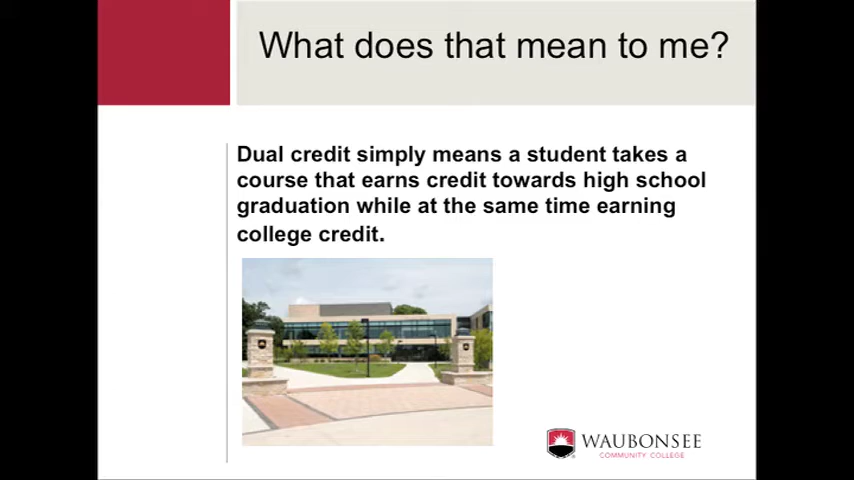 What does that mean to me?
Dual credit simply means a student takes a
course that earns credit towards high school
graduation while at the same time earning
college credit.
WAUBONSEE
COMMUNITY COLLEGE